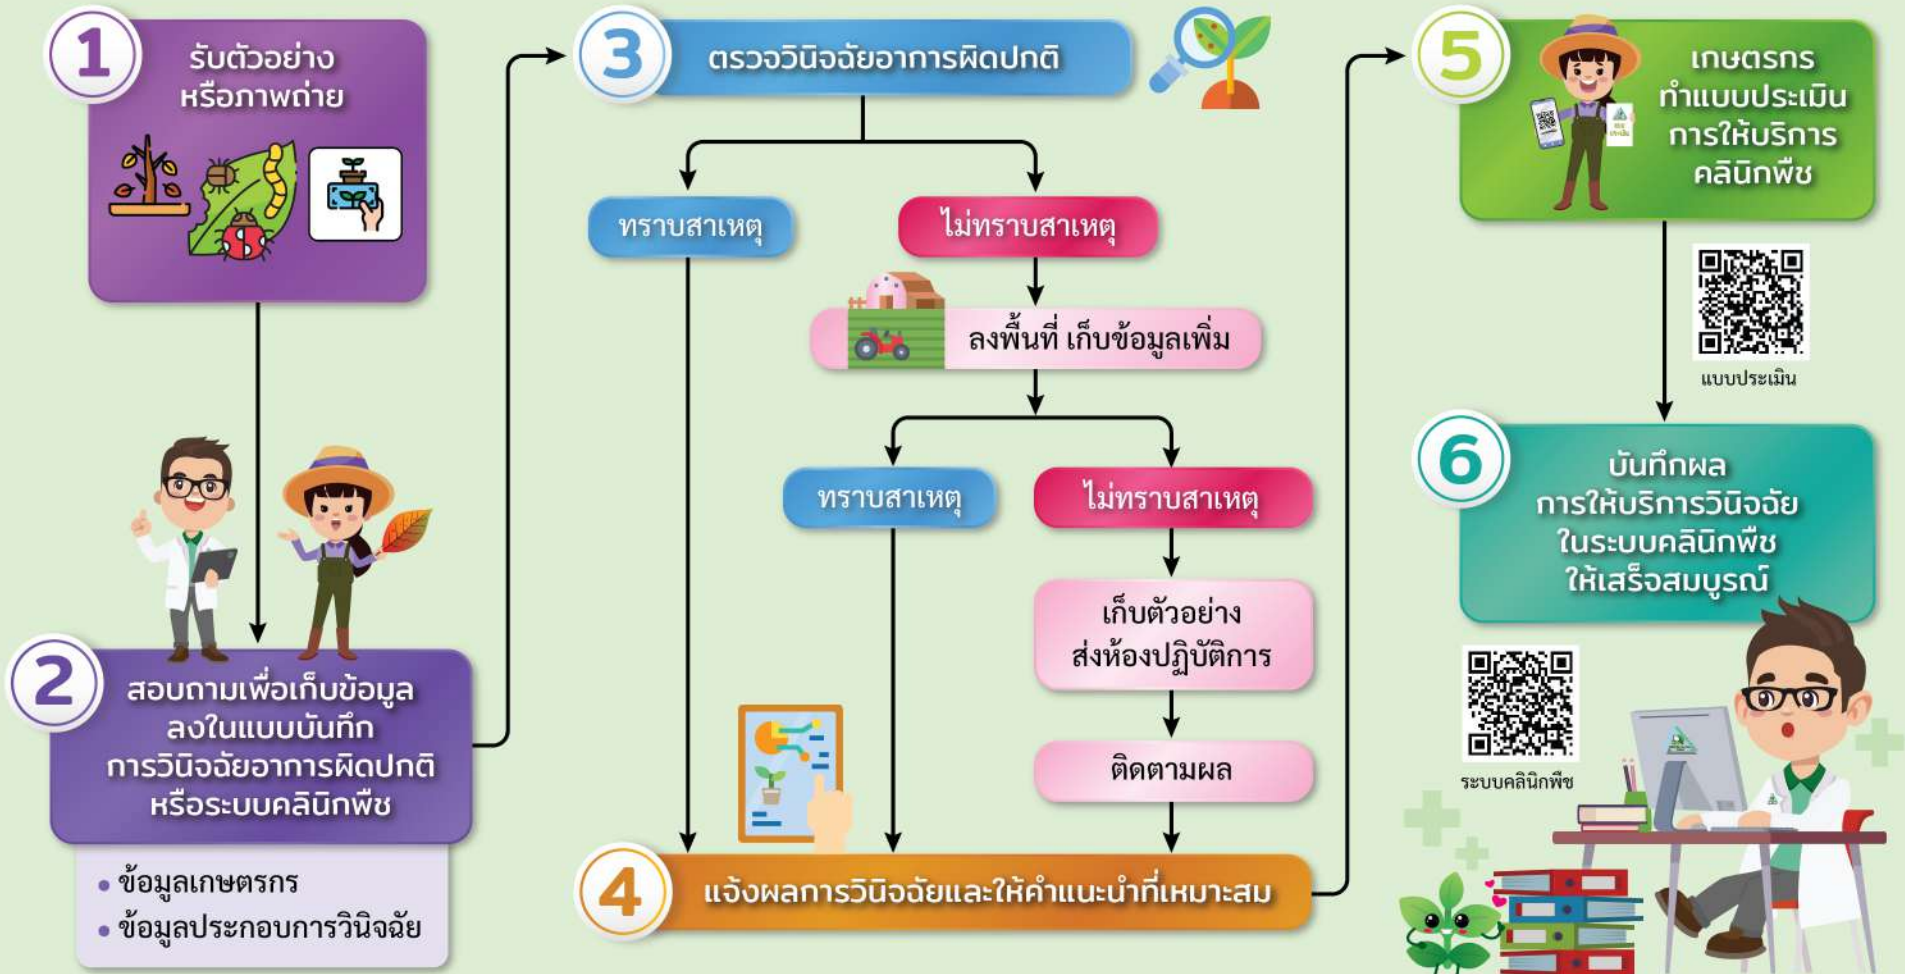 1
รับตัวอย่าง
หรือภาพถ่าย
2
สอบถามเพื่อเก็บข้อมูล
ลงในแบบบันทึก
การวินิจฉัยอาการผิดปกติ
หรือระบบคลินิกพืช
• ข้อมูลเกษตรกร
• ข้อมูลประกอบการวินิจฉัย
3
ตรวจวินิจฉัยอาการผิดปกติ
ทราบสาเหตุ
ไม่ทราบสาเหตุ
ลงพื้นที่ เก็บข้อมูลเพิ่ม
ทราบสาเหตุ
ไม่ทราบสาเหตุ
เก็บตัวอย่าง
ส่งห้องปฏิบัติการ
ติดตามผล
4
แจ้งผลการวินิจฉัยและให้คำแนะนำที่เหมาะสม
5
เกษตรกร
ทำแบบประเมิน
การให้บริการ
คลินิกพืช
แบบประเมิน
6
บันทึกผล
การให้บริการวินิจฉัย
ในระบบคลินิกพืช
ให้เสร็จสมบูรณ์
ระบบคลินิกพืช